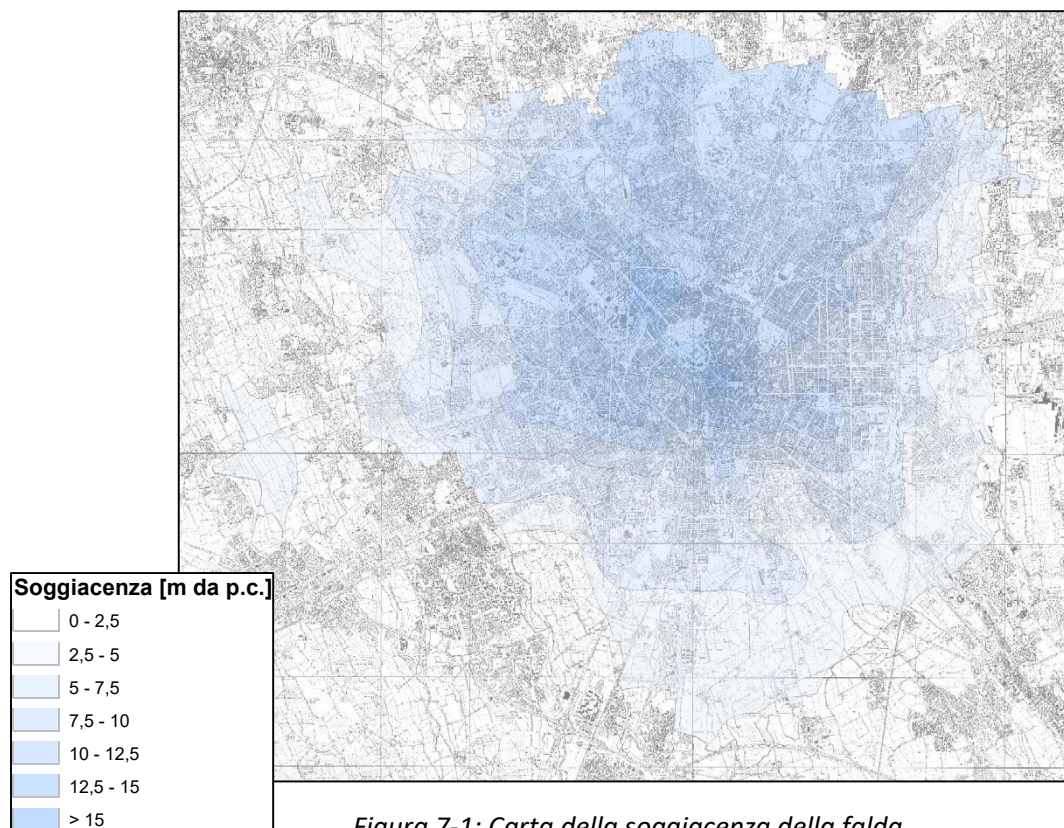 Soggiacenza [m da p.c.]
0 - 2,5
2,5 - 5
5 - 7,5
7,5 - 10
10 - 12,5
12,5 - 15
> 15
Figura 7-1: Carta della soggiacenza della falda